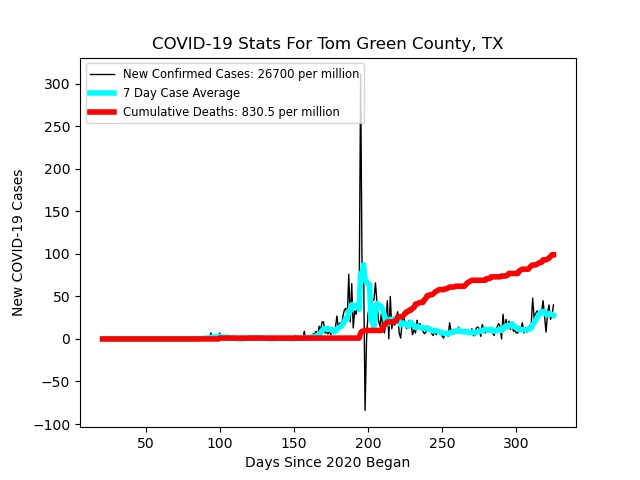 COVID-19 Stats For Tom Green County, TX
New Confirmed Cases: 26700 per million
7 Day Case Average
Cumulative Deaths: 830.5 per million
New COVID-19 Cases
300
250
200
150
100
50
0
−50
−100
50 100 150 200 250 300
Days Since 2020 Began